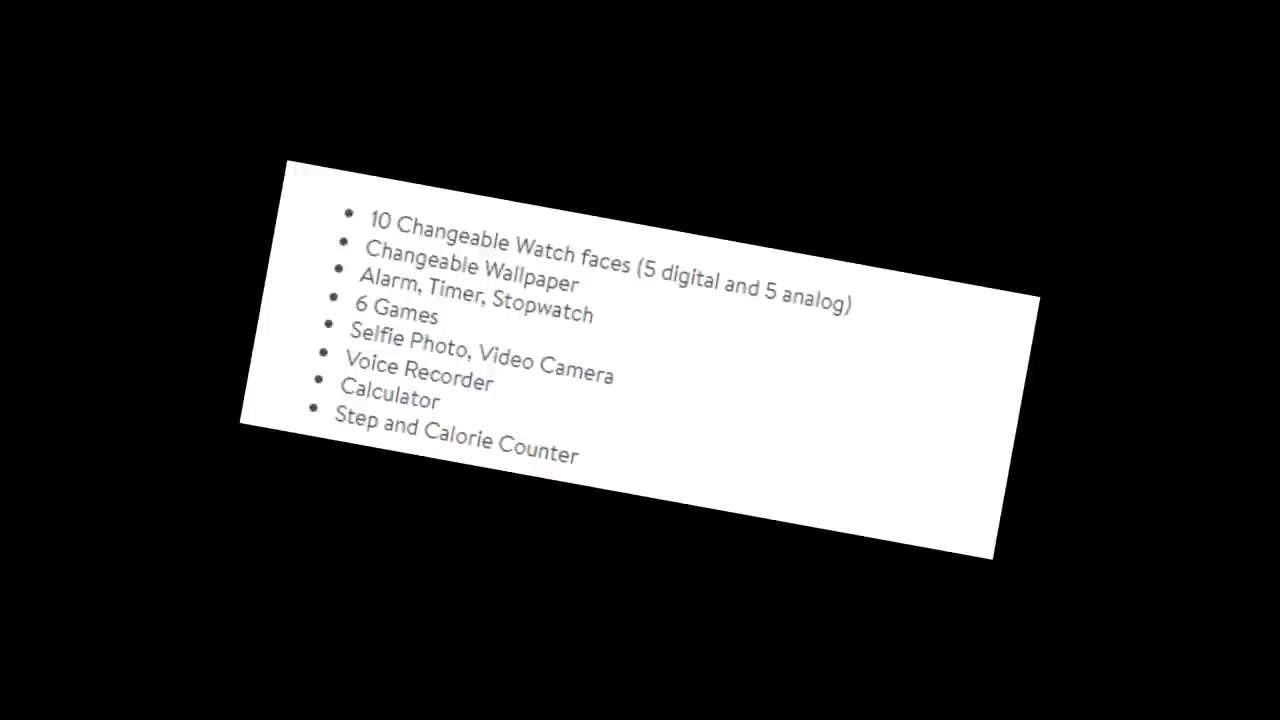 • 10 Changeable Watch faces (5 digital and 5 analog)
• Changeable Wallpaper
• Alarm, Timer, Stopwatch
• 6 Games
• Selfie Photo, Video Camera
• Voice Recorder
• Calculator
• Step and Calorie Counter